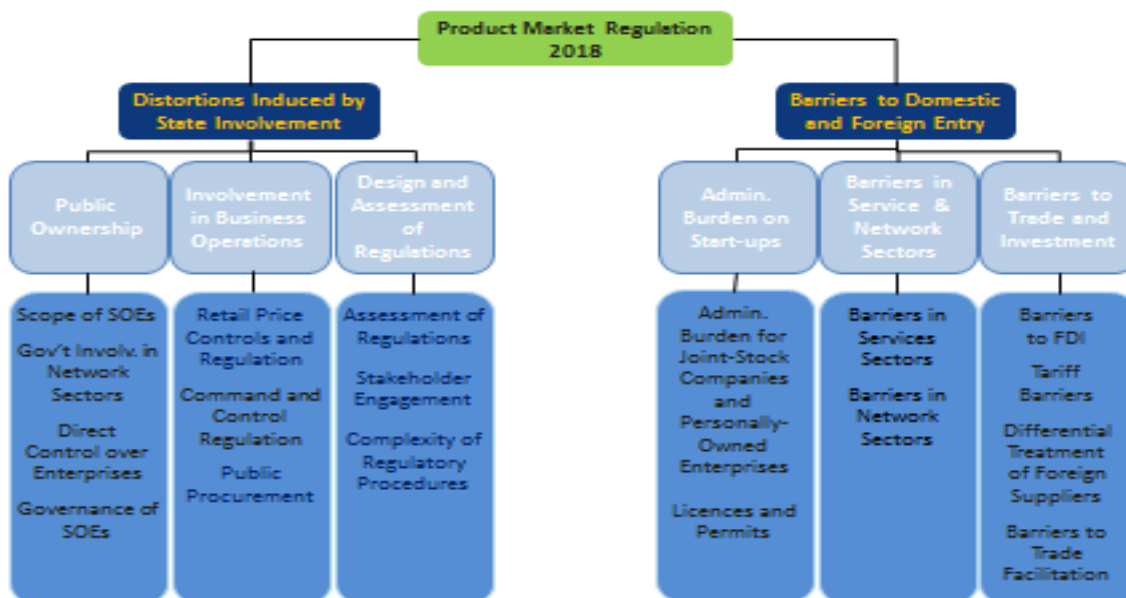 Product Market Regulation
2018
Distortions Induced by
State Involvement
Barriers to Domestic
and Foreign Entry
Public
Ownership
Involvement
in Business
Operations
Design and
Assessment
of
Regulations
Admin.
Burden on
Start-ups
Barriers in
Service &
Network
Sectors
Barriers to
Trade and
Investment
Scope of SOEs
Gov't Involv. in
Network
Sectors
Direct
Control over
Enterprises
Governance of
SOEs
Retail Price
Controls and
Regulation
Command and
Control
Regulation
Public
Procurement
Assessment of
Regulations
Stakeholder
Engagement
Complexity of
Regulatory
Procedures
Admin.
Burden for
Joint-Stock
Companies
and
Personally-
Owned
Enterprises
Licences and
Permits
Barriers in
Services
Sectors
Barriers in
Network
Sectors
Barriers
to FDI
Tariff
Barriers
Differential
Treatment
of Foreign
Suppliers
Barriers to
Trade
Facilitation